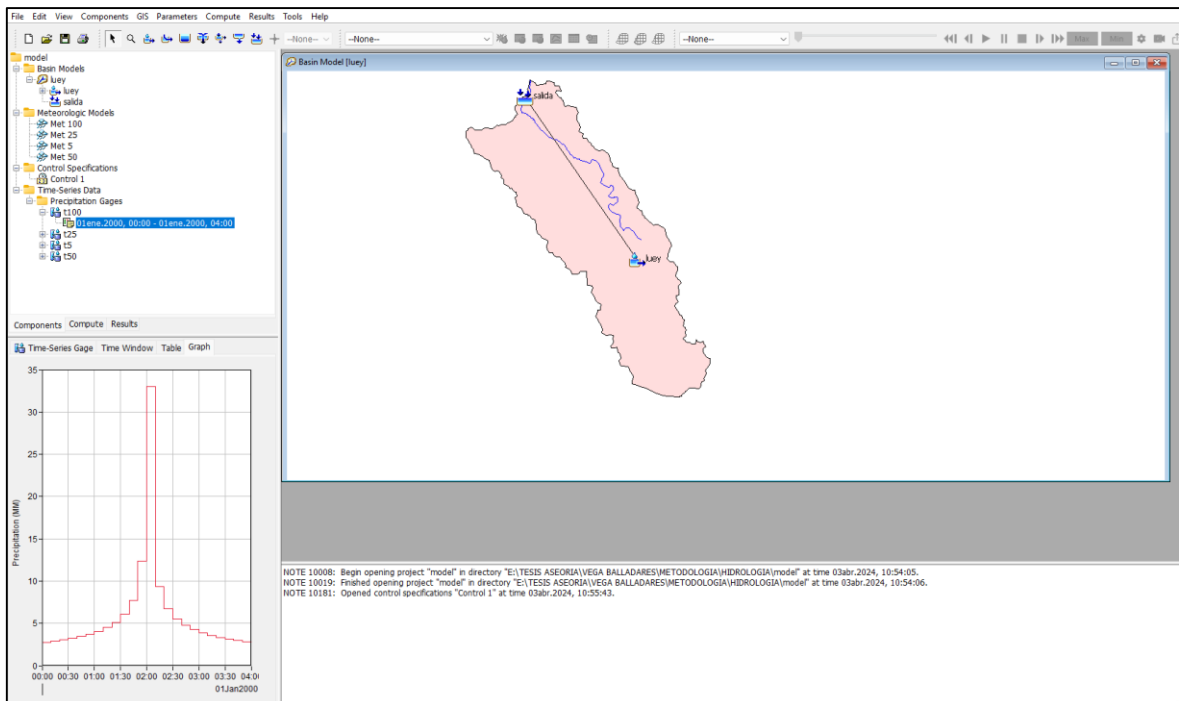 File Edit View Components GIS Parameters Compute Results Tools Help
--None-- --None-- --None-- Max Min
model
Basin Models
luey
luey
salida
Meteorologic Models
Met 100
Met 25
Met 5
Met 50
Control Specifications
Control 1
Time-Series Data
Precipitation Gages
t100
01ene.2000, 00:00 - 01ene.2000, 04:00
t25
t5
t50
Components Compute Results
Time-Series Gage Time Window Table Graph
35
30
25
20
15
10
5
0
Precipitation (MM)
00:00 00:30 01:00 01:30 02:00 02:30 03:00 03:30 04:0
01Jan2000
Basin Model [luey]
salida
luey
NOTE 10008: Begin opening project "model" in directory "E:\TESIS ASEORIA\VEGA BALLADARES\METODOLOGIA\HIDROLOGIA\model" at time 03abr.2024, 10:54:05.
NOTE 10019: Finished opening project "model" in directory "E:\TESIS ASEORIA\VEGA BALLADARES\METODOLOGIA\HIDROLOGIA\model" at time 03abr.2024, 10:54:06.
NOTE 10181: Opened control specifications "Control 1" at time 03abr.2024, 10:55:43.